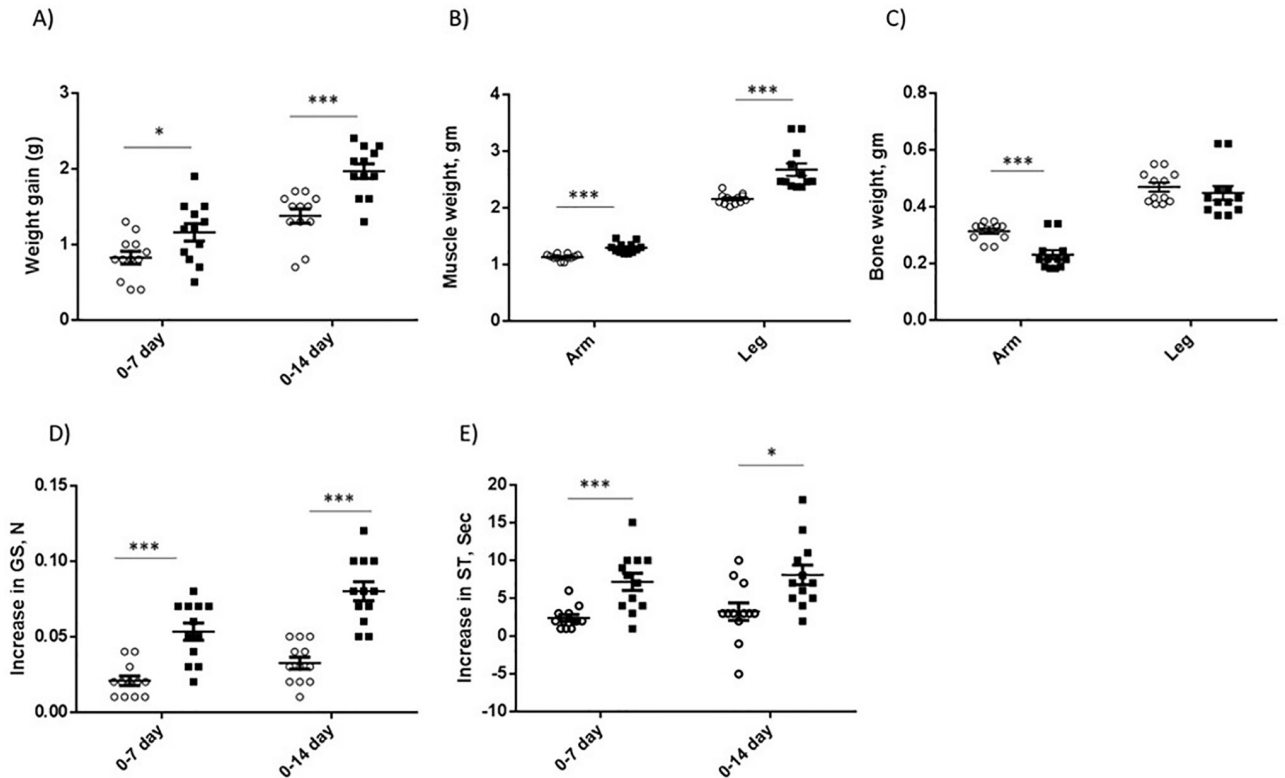 A)
Weight gain (g)
3
2
1
0
*
***
0-7 day
0-14 day
B)
Muscle weight, gm
4
3
2
1
0
***
***
Arm
Leg
C)
Bone weight, gm
0.8
0.6
0.4
0.2
0.0
***
Arm
Leg
D)
Increase in GS, N
0.15
0.10
0.05
0.00
***
***
0-7 day
0-14 day
E)
Increase in ST, Sec
20
15
10
5
0
-5
-10
***
*
0-7 day
0-14 day